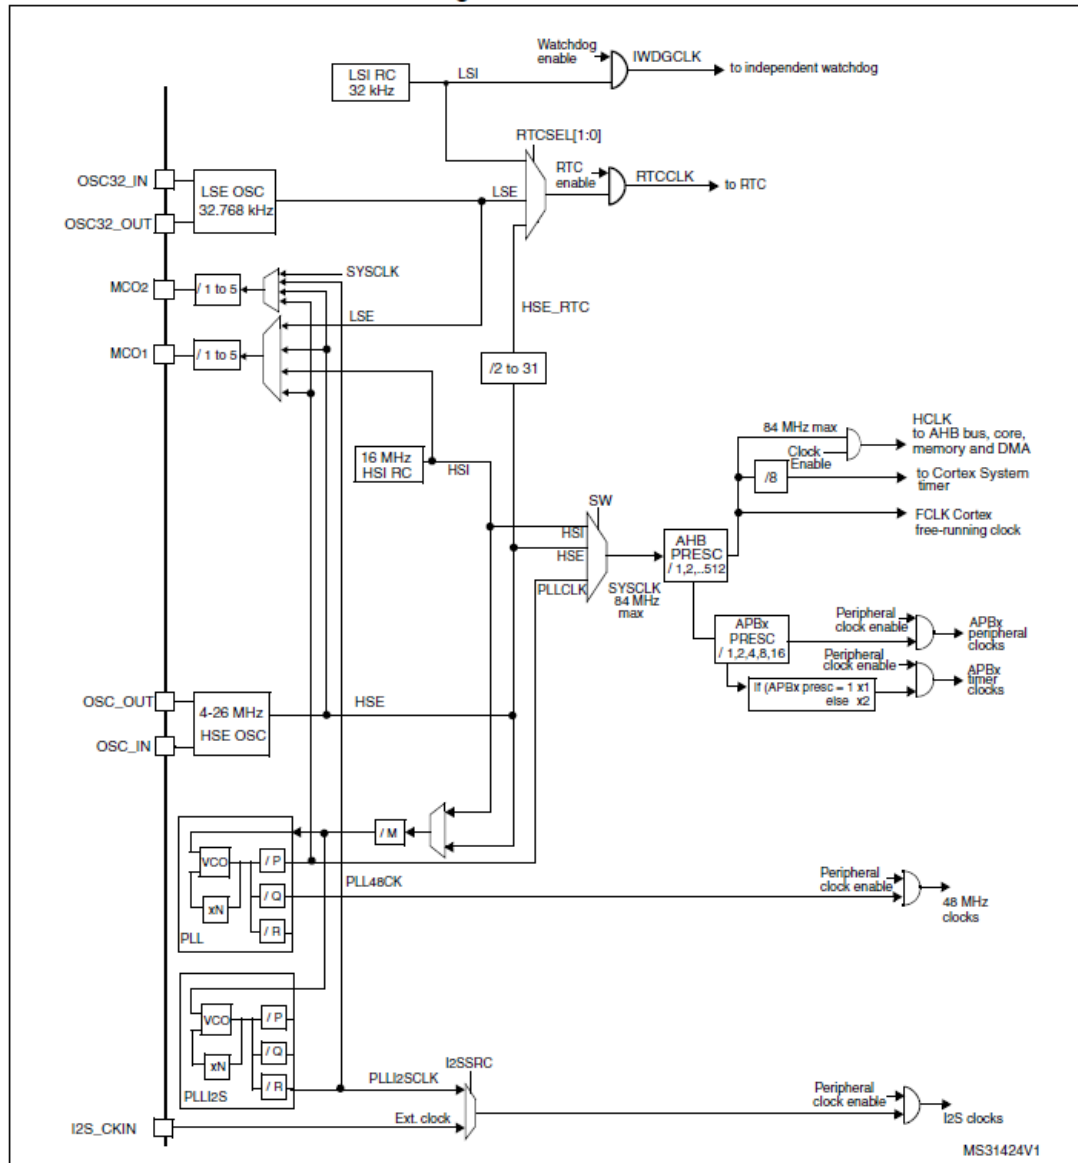 Watchdog
enable
IWDGCLK
to independent watchdog
LSI RC
32 kHz
LSI
RTCSEL[1:0]
OSC32_IN
OSC32_OUT
LSE OSC
32.768 kHz
LSE
RTC
enable
RTCCLK
to RTC
MCO2
/ 1 to 5
SYSCLK
HSE_RTC
LSE
MCO1
/ 1 to 5
/2 to 31
16 MHz
HSI RC
HSI
84 MHz max
Clock
Enable
HCLK
to AHB bus, core,
memory and DMA
/8
to Cortex System
timer
FCLK Cortex
free-running clock
SW
HSI
HSE
PLLCLK
SYSCLK
84 MHz
max
AHB
PRESC
/ 1,2,..512
APBx
PRESC
/ 1,2,4,8,16
Peripheral
clock enable
APBx
peripheral
clocks
Peripheral
clock enable
APBx
timer
clocks
if (APBx presc = 1 x1
else x2
OSC_OUT
OSC_IN
4-26 MHz
HSE OSC
HSE
/ M
VCO
xN
/ P
/ Q
/ R
PLL
PLL48CK
Peripheral
clock enable
48 MHz
clocks
VCO
xN
/ P
/ Q
/ R
PLLI2S
PLLI2SCLK
I2SSRC
Ext. clock
I2S_CKIN
Peripheral
clock enable
I2S clocks
MS31424V1